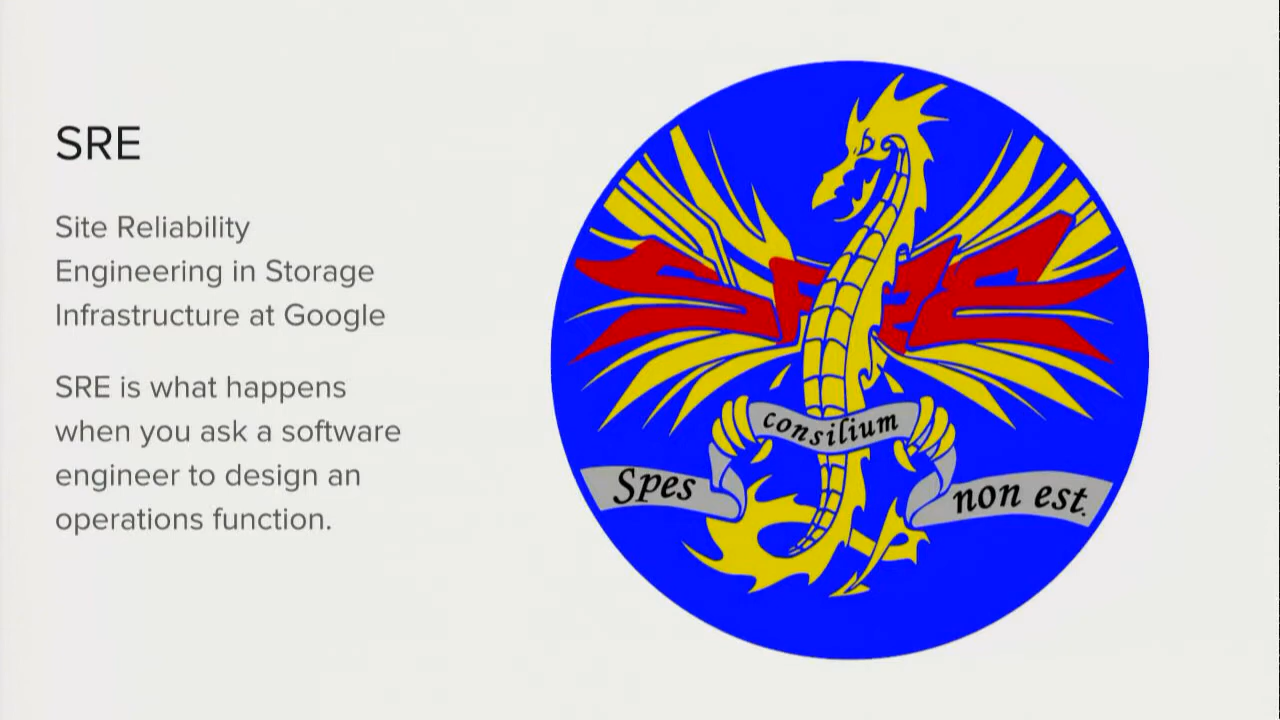 SRE
Site Reliability
Engineering in Storage
Infrastructure at Google
SRE is what happens
when you ask a software
engineer to design an
operations function.
SRE
Spes consilium non est.